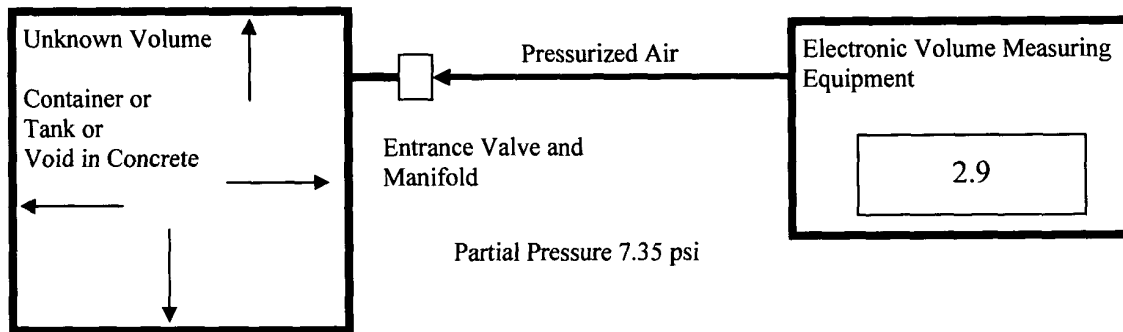 Unknown Volume
Container or
Tank or
Void in Concrete
Pressurized Air
Entrance Valve and
Manifold
Partial Pressure 7.35 psi
Electronic Volume Measuring
Equipment
2.9